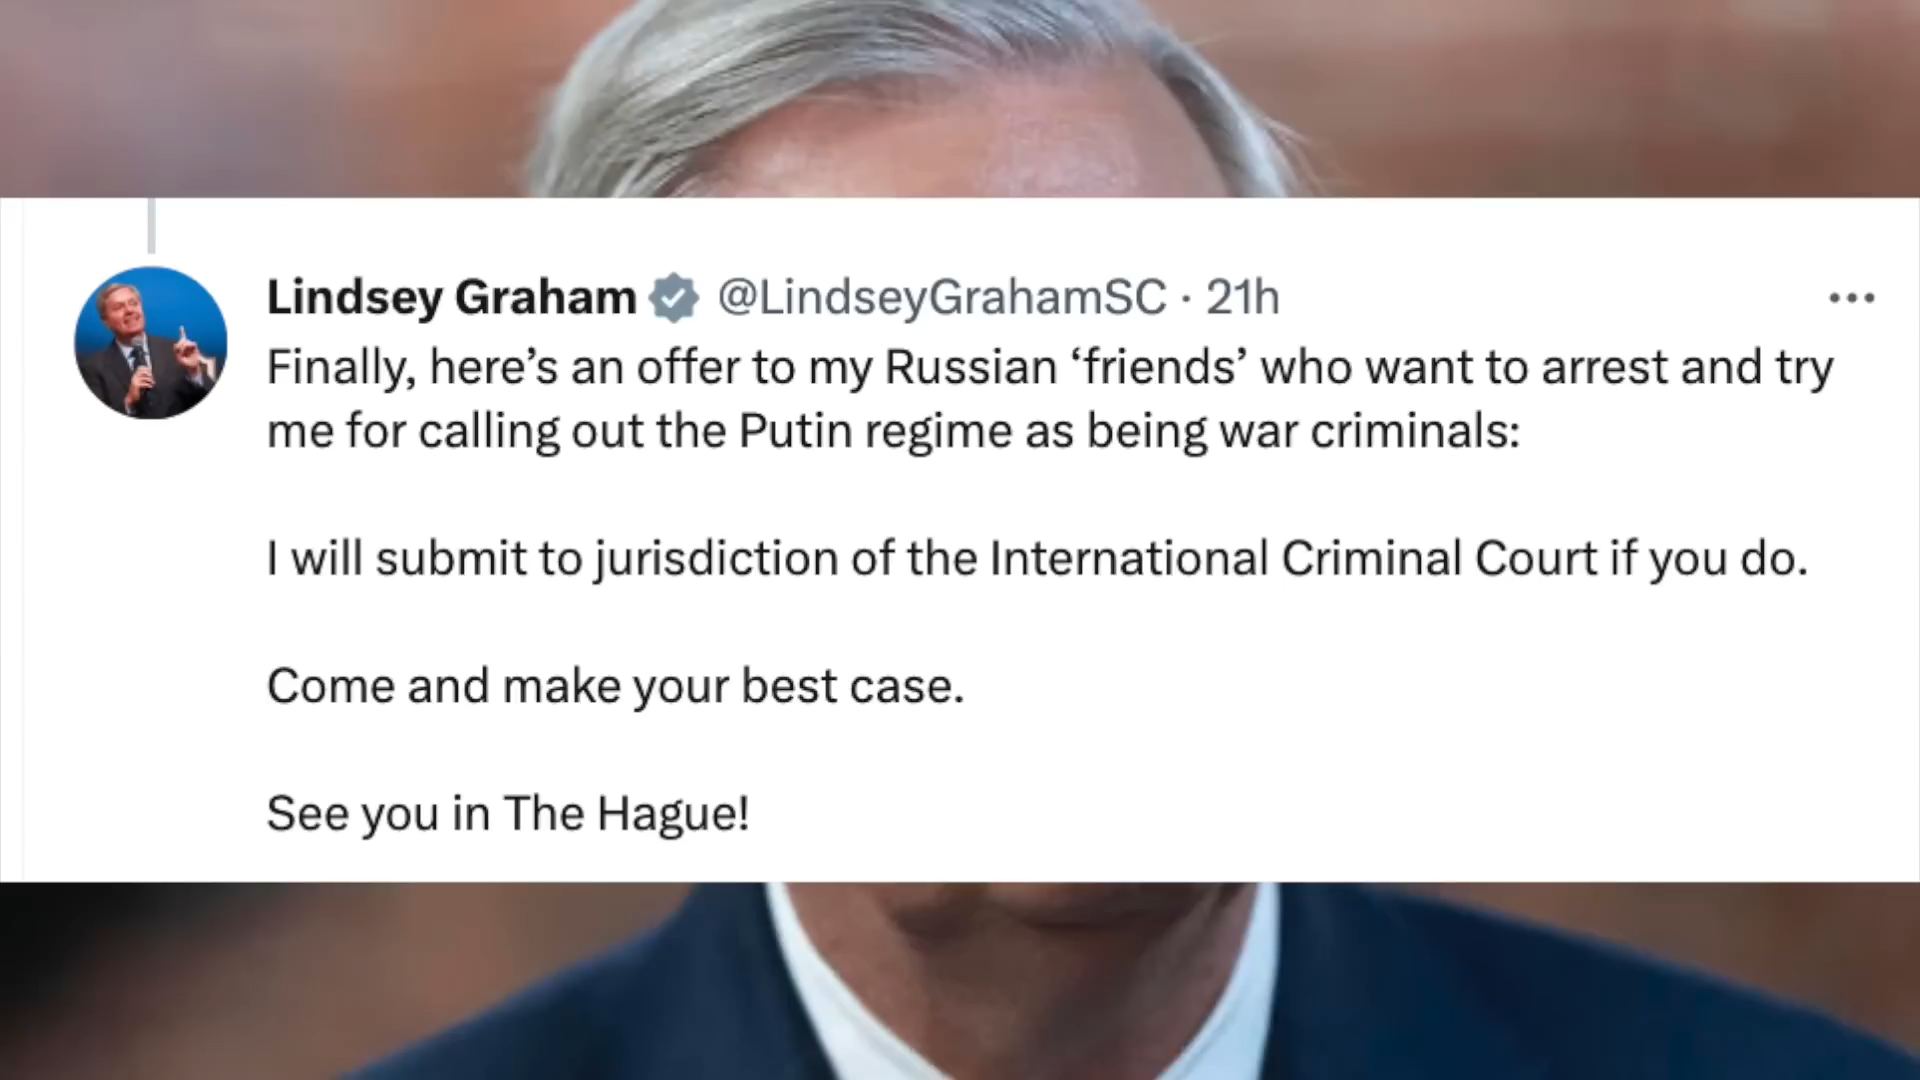 Lindsey Graham @LindseyGrahamSC · 21h
Finally, here’s an offer to my Russian ‘friends’ who want to arrest and try
me for calling out the Putin regime as being war criminals:
I will submit to jurisdiction of the International Criminal Court if you do.
Come and make your best case.
See you in The Hague!